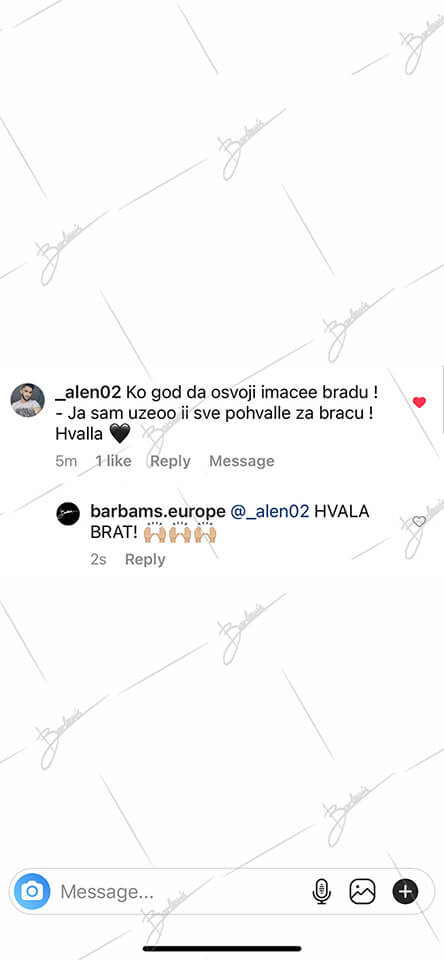 _alen02 Ko god da osvoji imacee bradu !
- Ja sam uzeoo ii sve pohvalle za bracu !
Hvalla 🖤
5m 1 like Reply Message
barbams.europe @_alen02 HVALA
BRAT! 🙌🏼🙌🏼🙌🏼
2s Reply
Message...